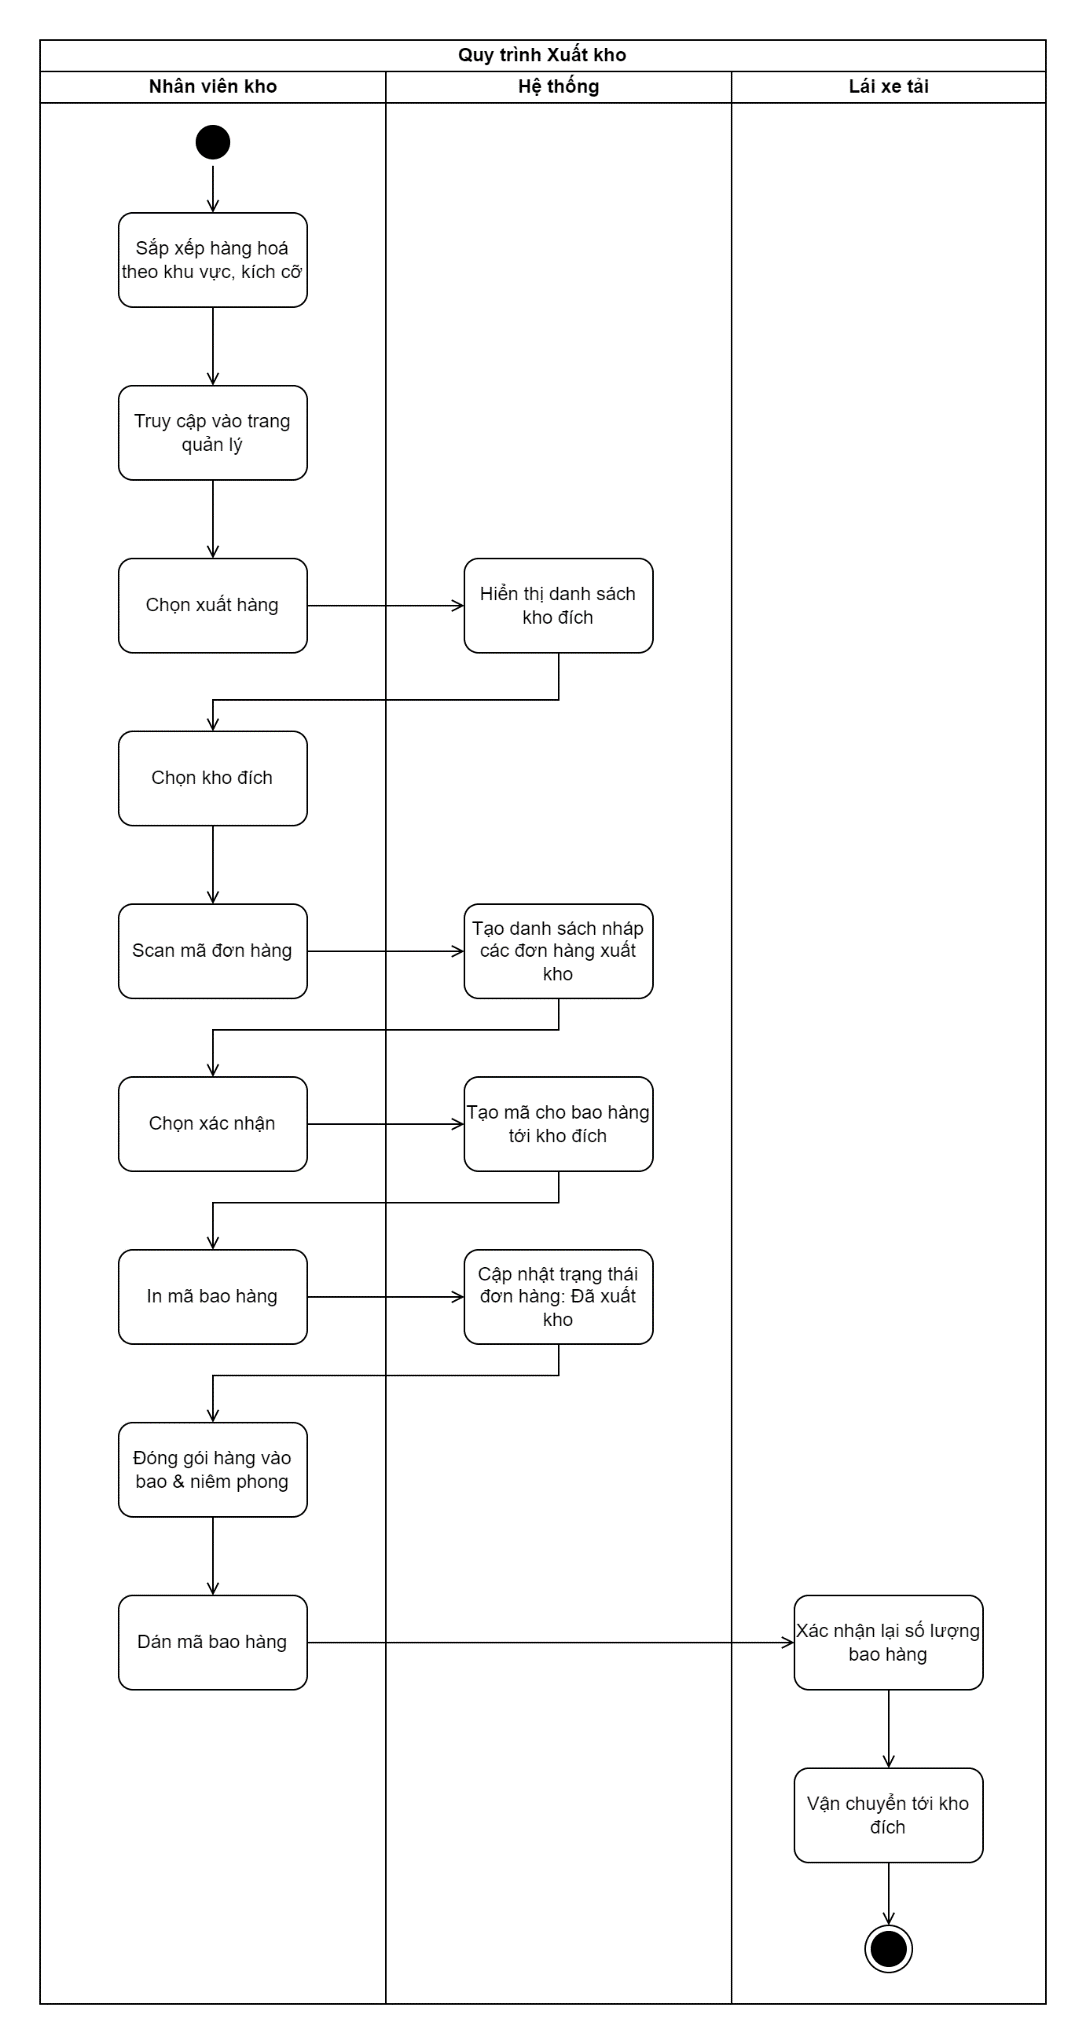 Quy trình Xuất kho
Nhân viên kho
Hệ thống
Lái xe tải
Sắp xếp hàng hoá
theo khu vực, kích cỡ
Truy cập vào trang
quản lý
Chọn xuất hàng
Hiển thị danh sách
kho đích
Chọn kho đích
Scan mã đơn hàng
Tạo danh sách nháp
các đơn hàng xuất
kho
Chọn xác nhận
Tạo mã cho bao hàng
tới kho đích
In mã bao hàng
Cập nhật trạng thái
đơn hàng: Đã xuất
kho
Đóng gói hàng vào
bao & niêm phong
Dán mã bao hàng
Xác nhận lại số lượng
bao hàng
Vận chuyển tới kho
đích